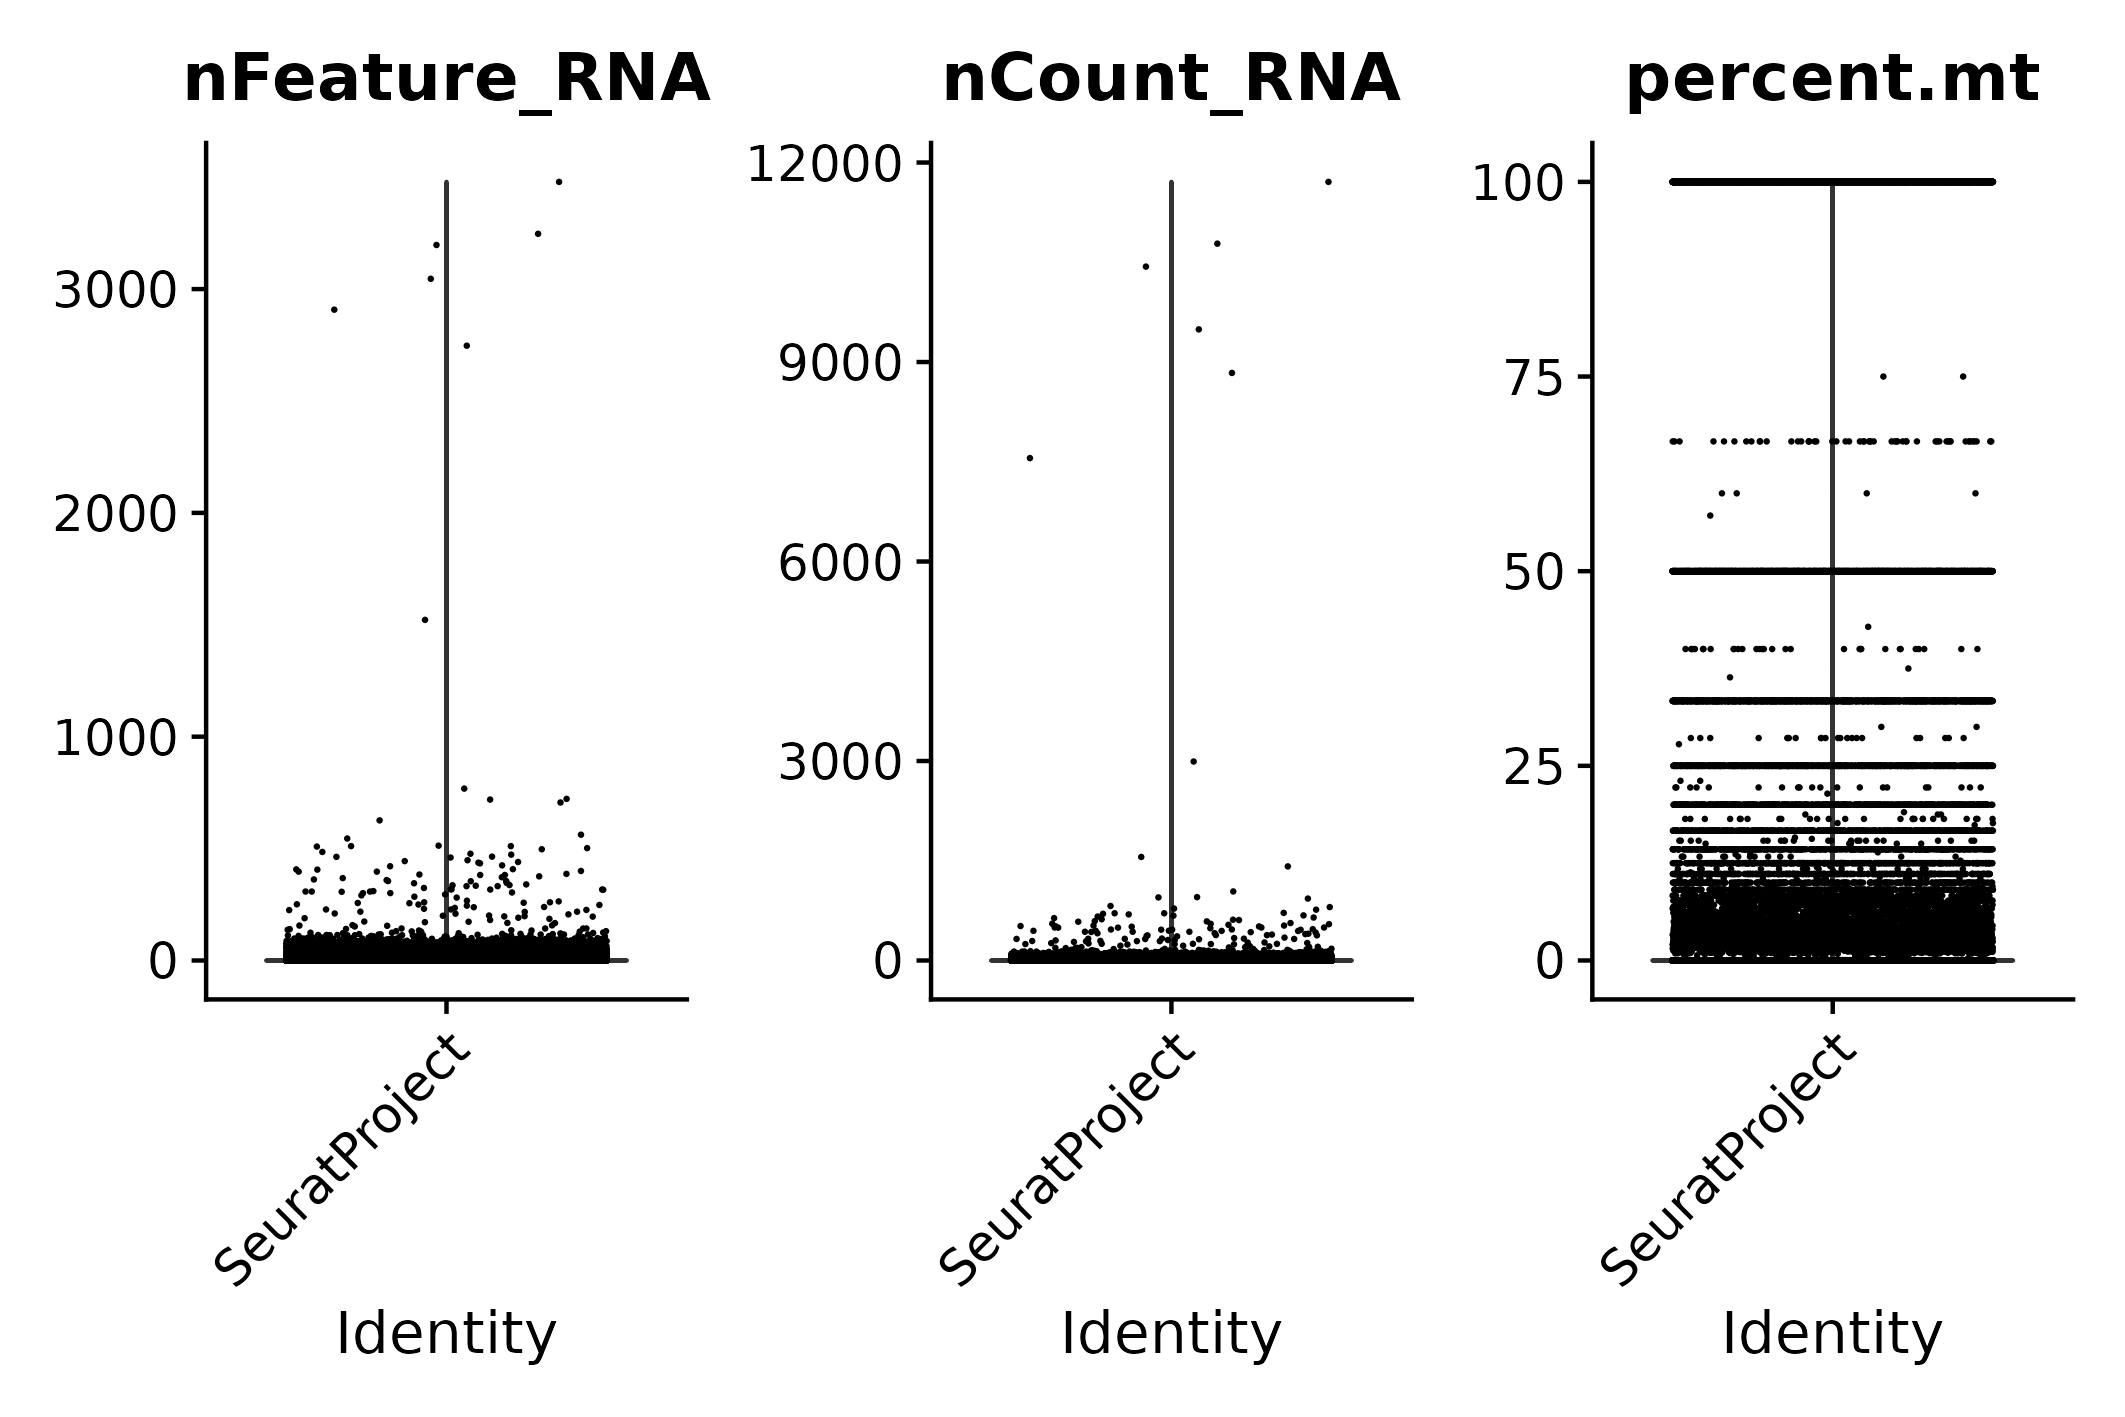 nFeature_RNA
3000
2000
1000
0
SeuratProject
Identity
nCount_RNA
12000
9000
6000
3000
0
SeuratProject
Identity
percent.mt
100
75
50
25
0
SeuratProject
Identity